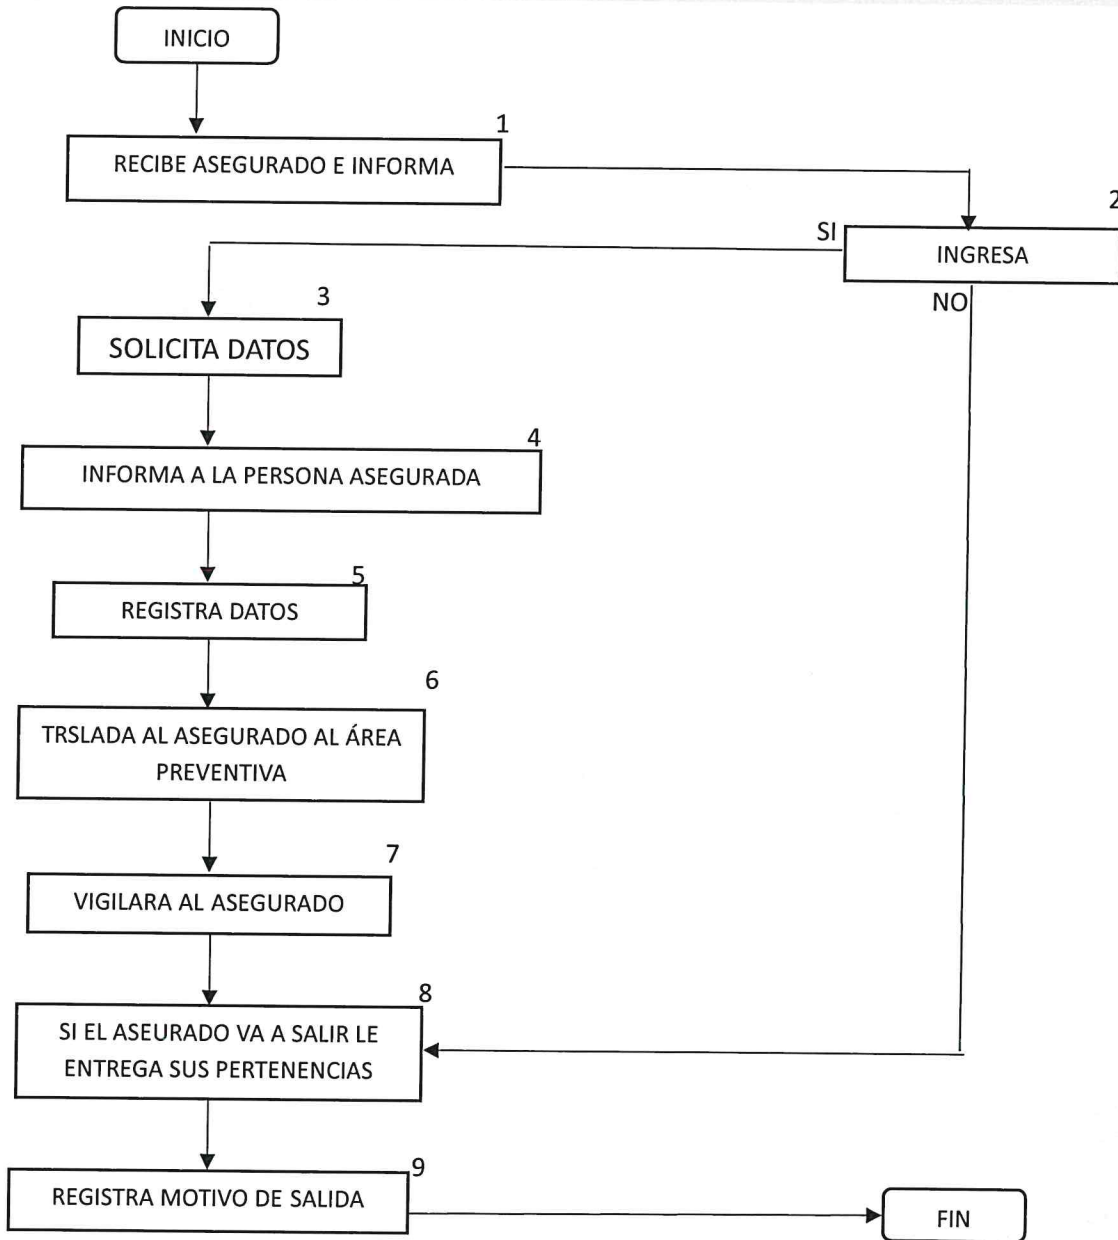 INICIO
1
RECIBE ASEGURADO E INFORMA
2
SI
INGRESA
NO
3
SOLICITA DATOS
4
INFORMA A LA PERSONA ASEGURADA
5
REGISTRA DATOS
6
TRSLADA AL ASEGURADO AL ÁREA
PREVENTIVA
7
VIGILARA AL ASEGURADO
8
SI EL ASEURADO VA A SALIR LE
ENTREGA SUS PERTENENCIAS
9
REGISTRA MOTIVO DE SALIDA
FIN